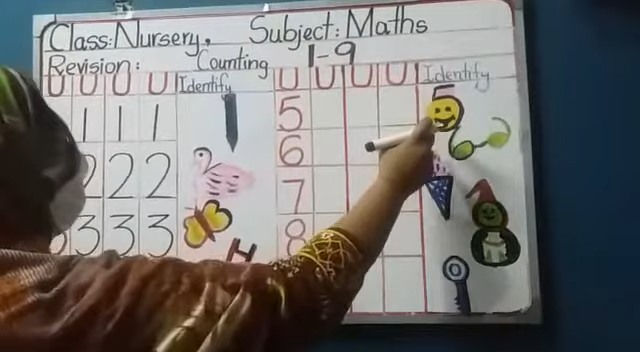 Class: Nursery. Subject: Maths
Revision: Counting 1-9
U U U U Identify U U U U Identify
1 1 1 5
2 2 2 6
3 3 3 7
H 8